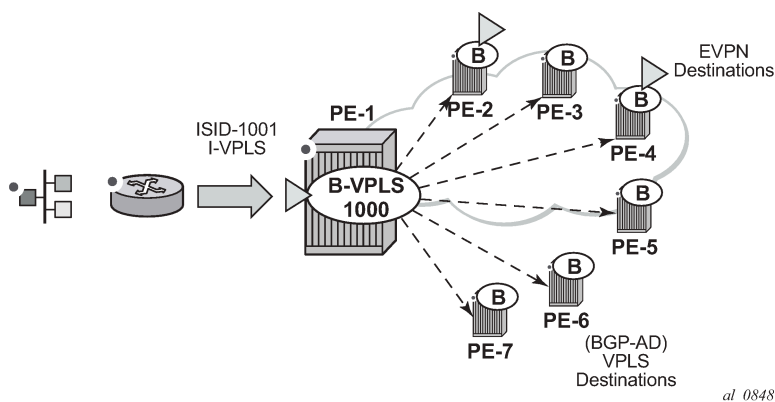 B
PE-2
B
PE-3
EVPN
Destinations
B
PE-4
PE-1
ISID-1001
I-VPLS
B-VPLS
1000
B
PE-5
B
PE-6
B
PE-7
(BGP-AD)
VPLS
Destinations
al_0848